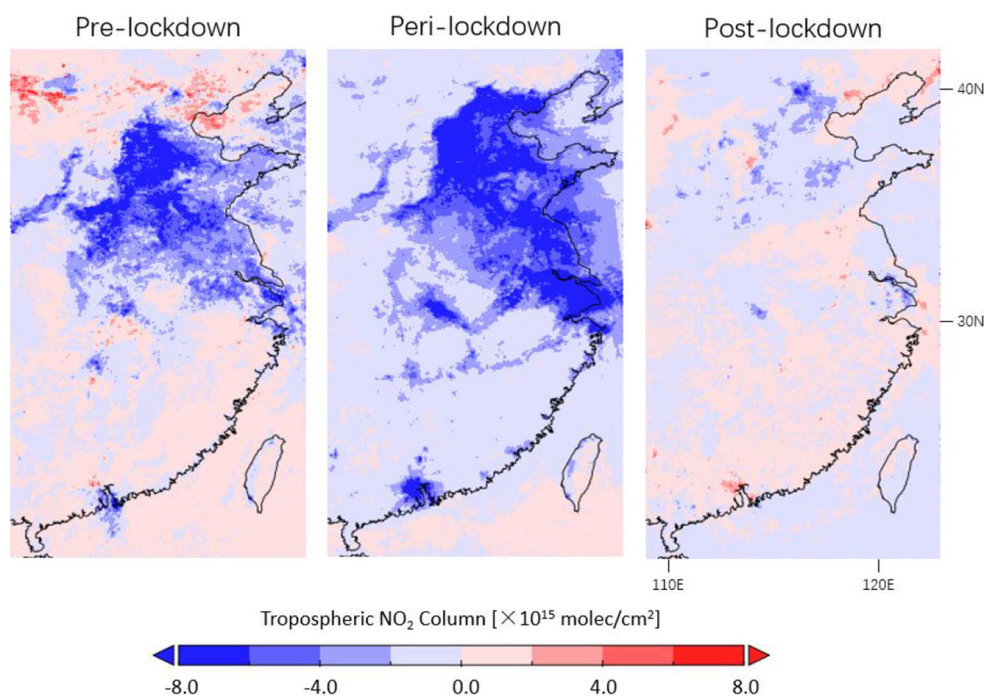 Pre-lockdown
Peri-lockdown
Post-lockdown
40N
30N
110E
120E
Tropospheric NO₂ Column [×10¹⁵ molec/cm²]
-8.0
-4.0
0.0
4.0
8.0